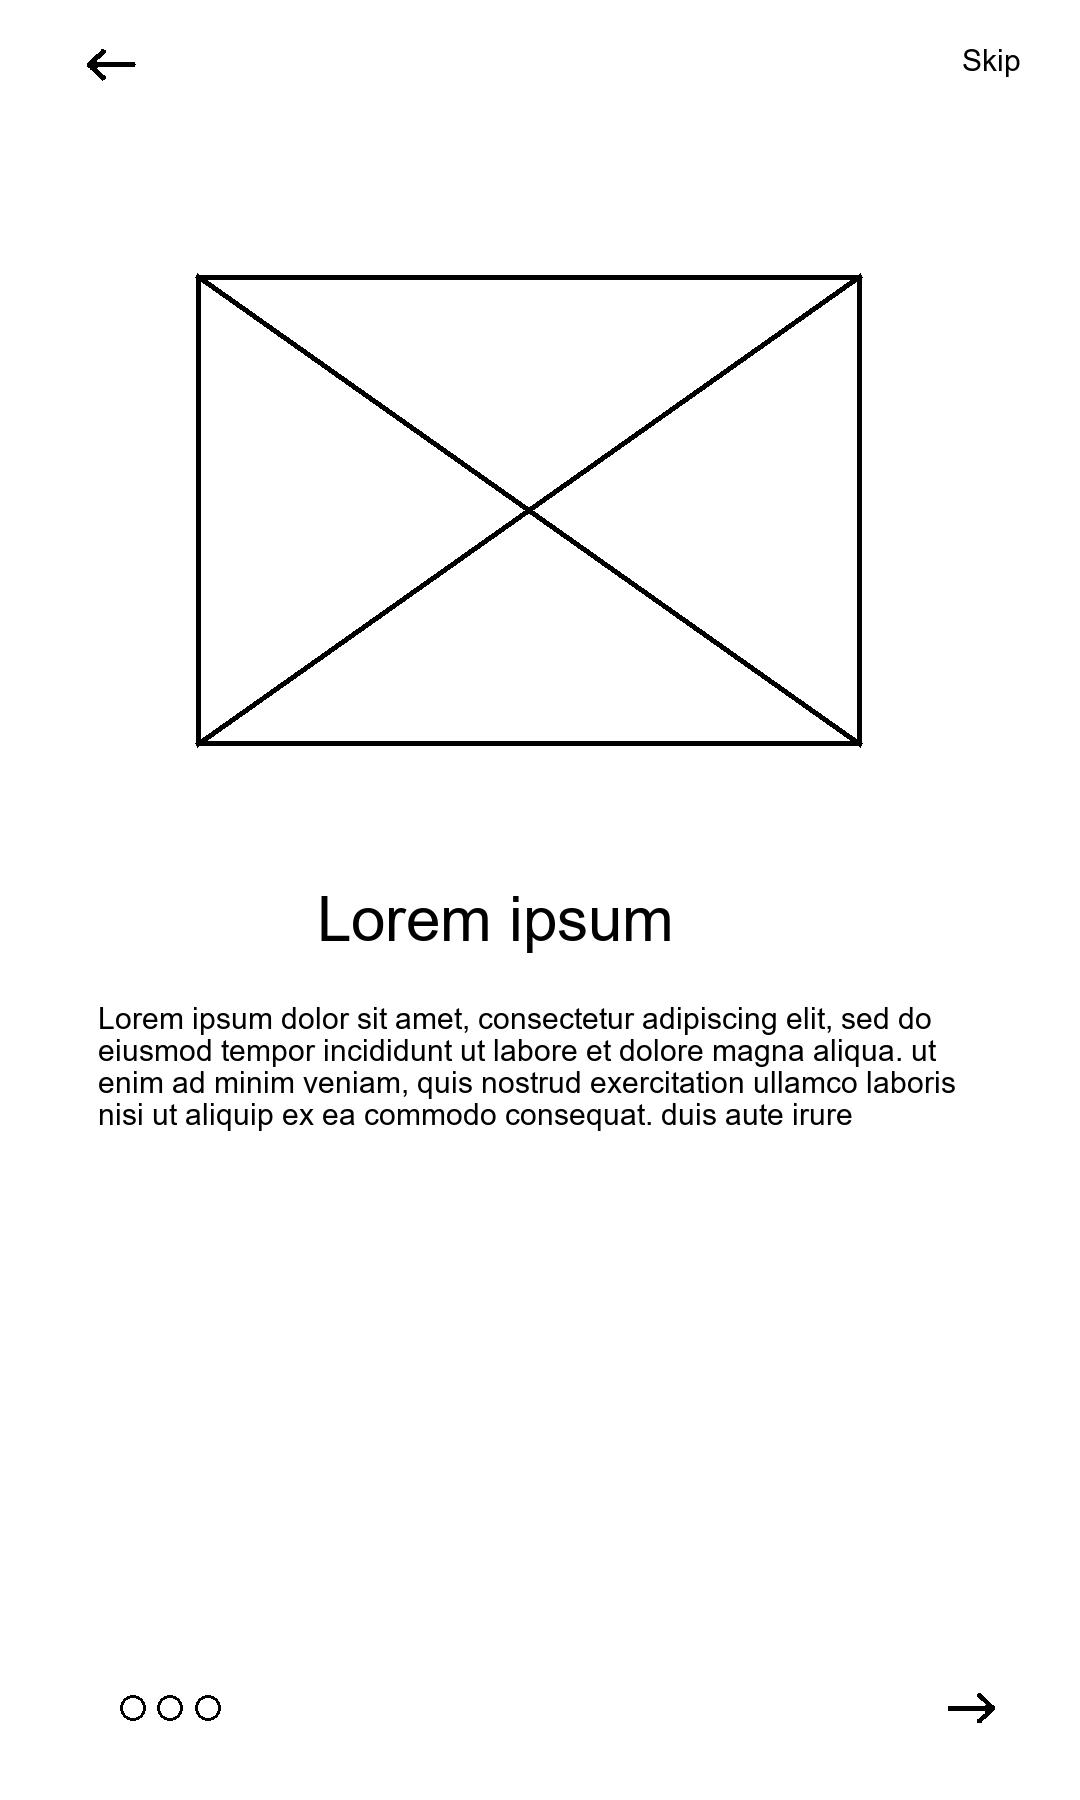 Skip
Lorem ipsum
Lorem ipsum dolor sit amet, consectetur adipiscing elit, sed do
eiusmod tempor incididunt ut labore et dolore magna aliqua. ut
enim ad minim veniam, quis nostrud exercitation ullamco laboris
nisi ut aliquip ex ea commodo consequat. duis aute irure